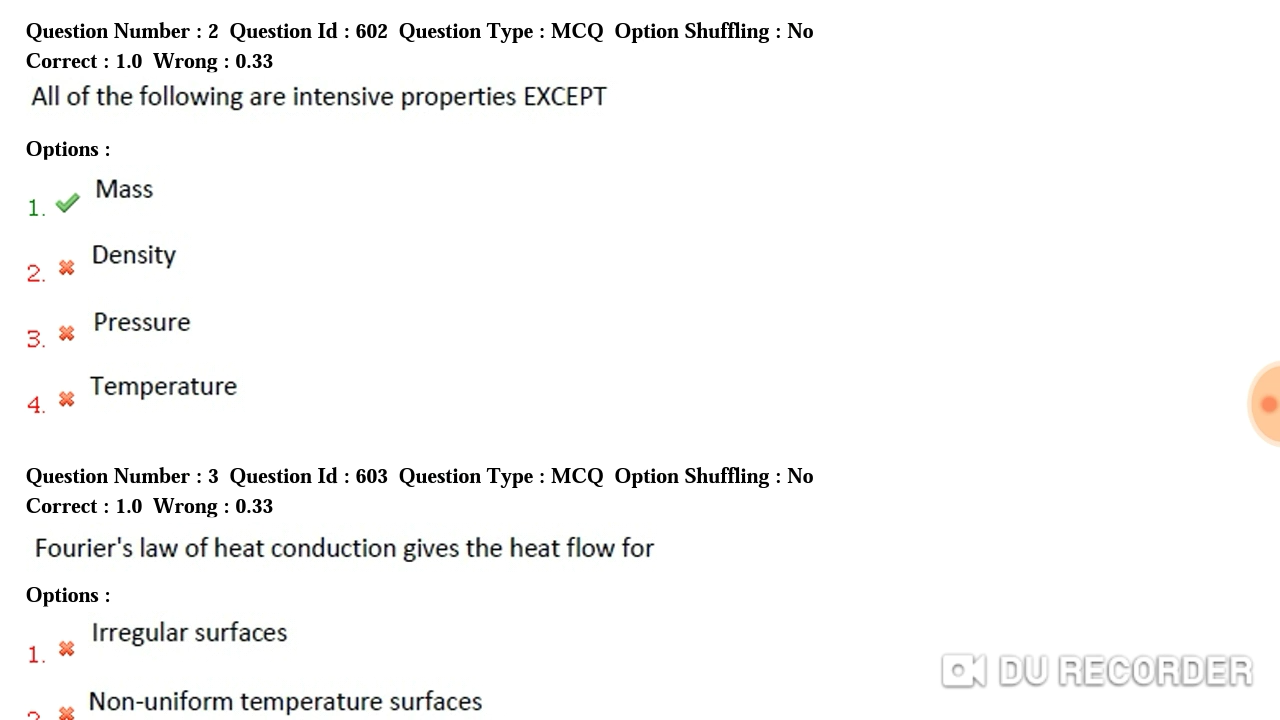 Question Number : 2 Question Id : 602 Question Type : MCQ Option Shuffling : No
Correct : 1.0 Wrong : 0.33
All of the following are intensive properties EXCEPT
Options :
1. Mass
2. Density
3. Pressure
4. Temperature
Question Number : 3 Question Id : 603 Question Type : MCQ Option Shuffling : No
Correct : 1.0 Wrong : 0.33
Fourier's law of heat conduction gives the heat flow for
Options :
1. Irregular surfaces
2. Non-uniform temperature surfaces
DU RECORDER